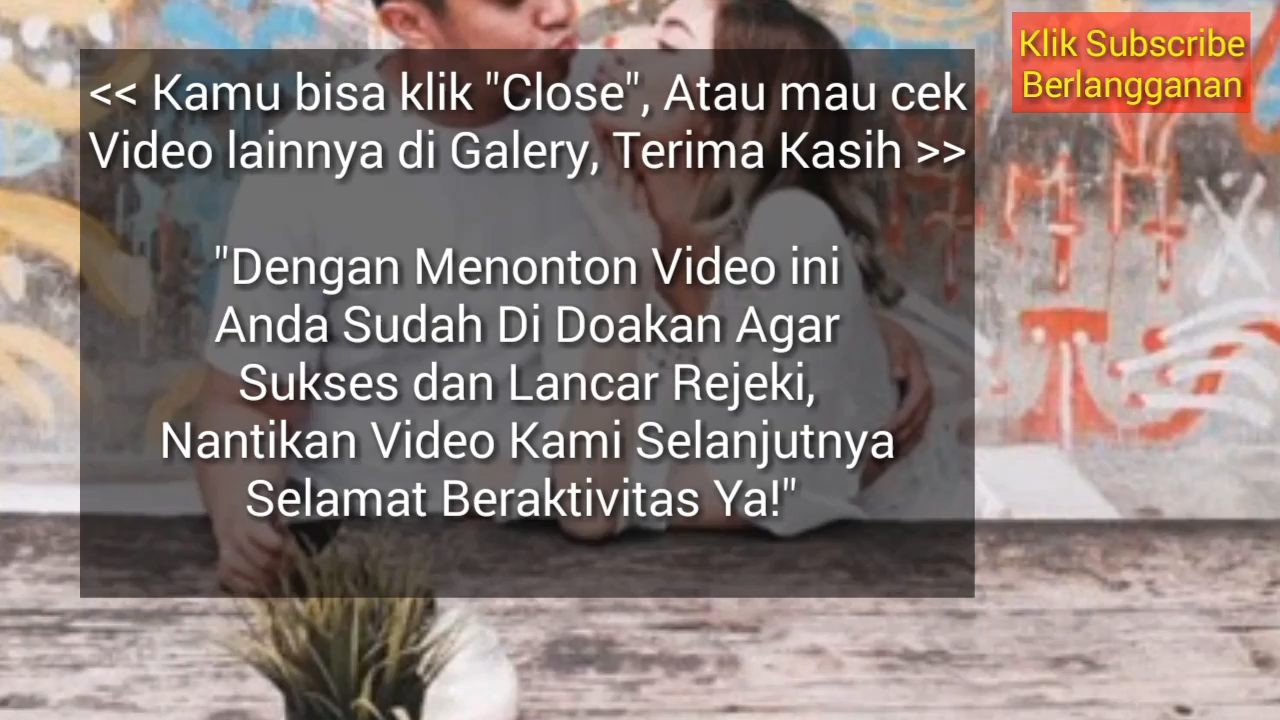 Klik Subscribe
Berlangganan
<< Kamu bisa klik "Close", Atau mau cek
Video lainnya di Galery, Terima Kasih >>
"Dengan Menonton Video ini
Anda Sudah Di Doakan Agar
Sukses dan Lancar Rejeki,
Nantikan Video Kami Selanjutnya
Selamat Beraktivitas Ya!"